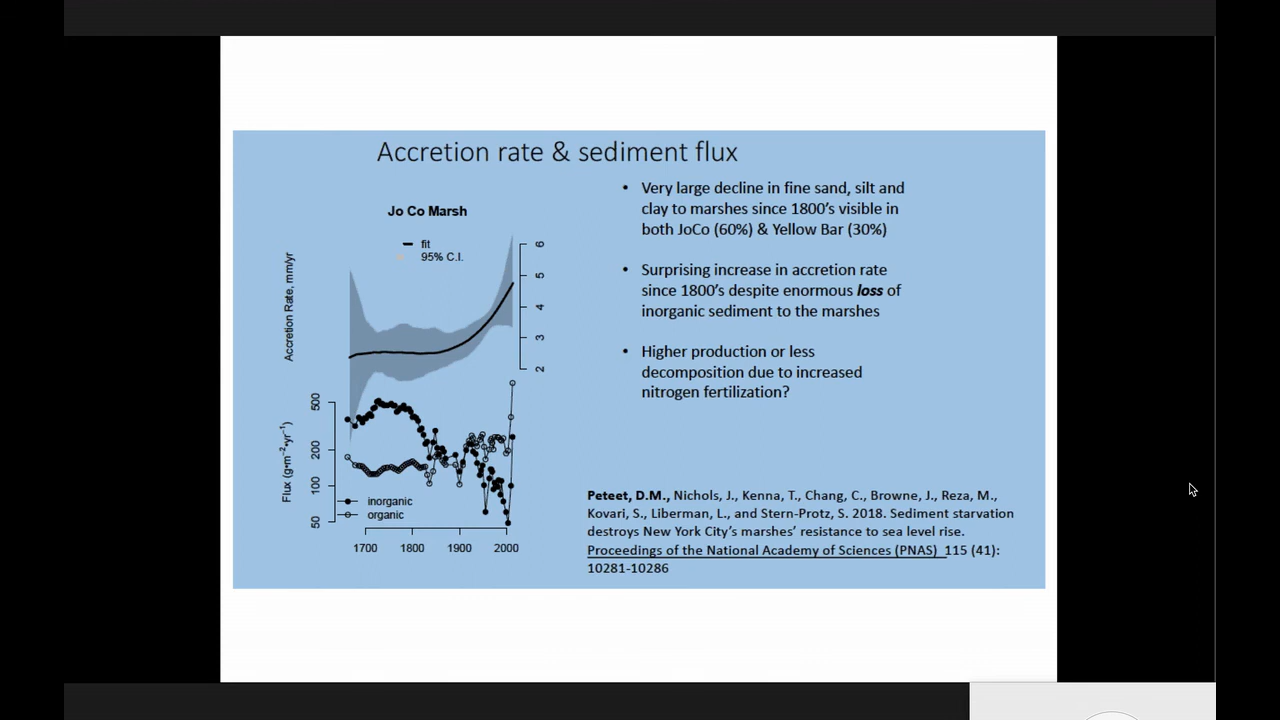 Accretion rate & sediment flux
Jo Co Marsh
fit
95% C.I.
Accretion Rate, mm/yr
6
5
4
3
2
Flux (g•m⁻²•yr⁻¹)
500
200
100
50
inorganic
organic
1700 1800 1900 2000
• Very large decline in fine sand, silt and
clay to marshes since 1800’s visible in
both JoCo (60%) & Yellow Bar (30%)
• Surprising increase in accretion rate
since 1800’s despite enormous loss of
inorganic sediment to the marshes
• Higher production or less
decomposition due to increased
nitrogen fertilization?
Peteet, D.M., Nichols, J., Kenna, T., Chang, C., Browne, J., Reza, M.,
Kovari, S., Liberman, L., and Stern-Protz, S. 2018. Sediment starvation
destroys New York City’s marshes’ resistance to sea level rise.
Proceedings of the National Academy of Sciences (PNAS) 115 (41):
10281-10286